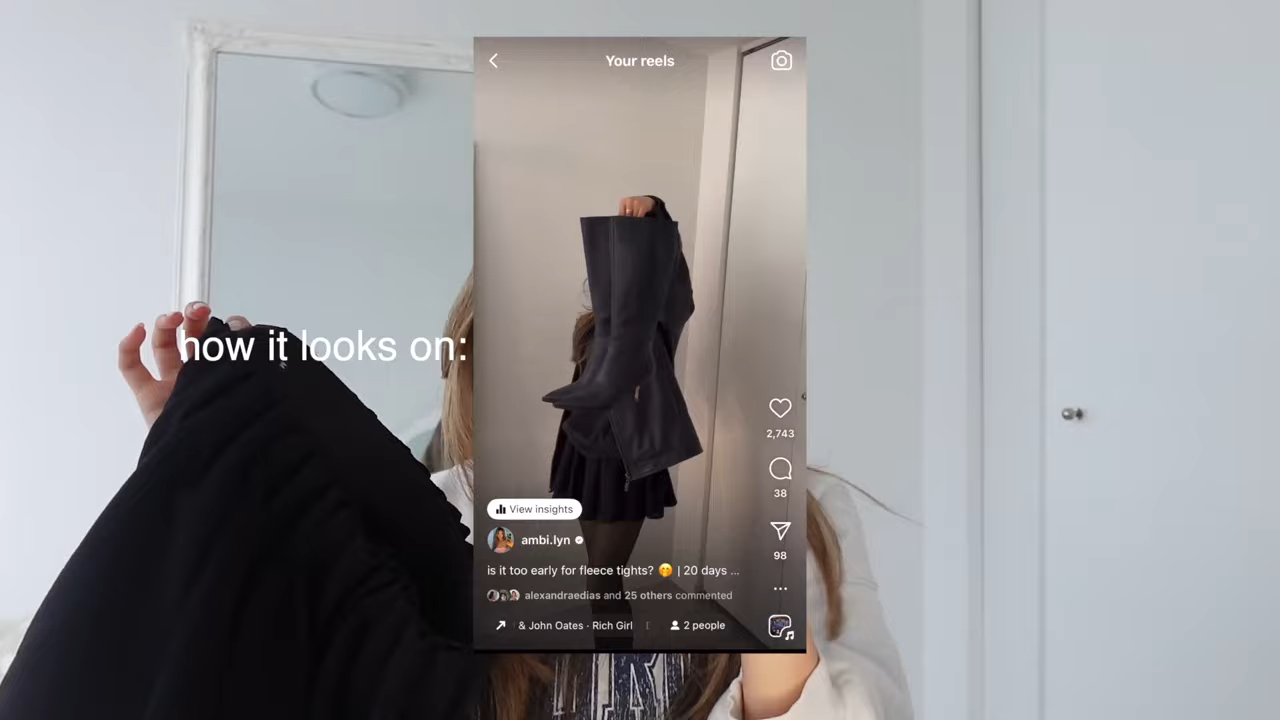 Your reels
how it looks on:
2,743
38
View insights
ambi.lyn
98
is it too early for fleece tights? 🤭 | 20 days ...
alexandraedias and 25 others commented
& John Oates · Rich Girl
2 people